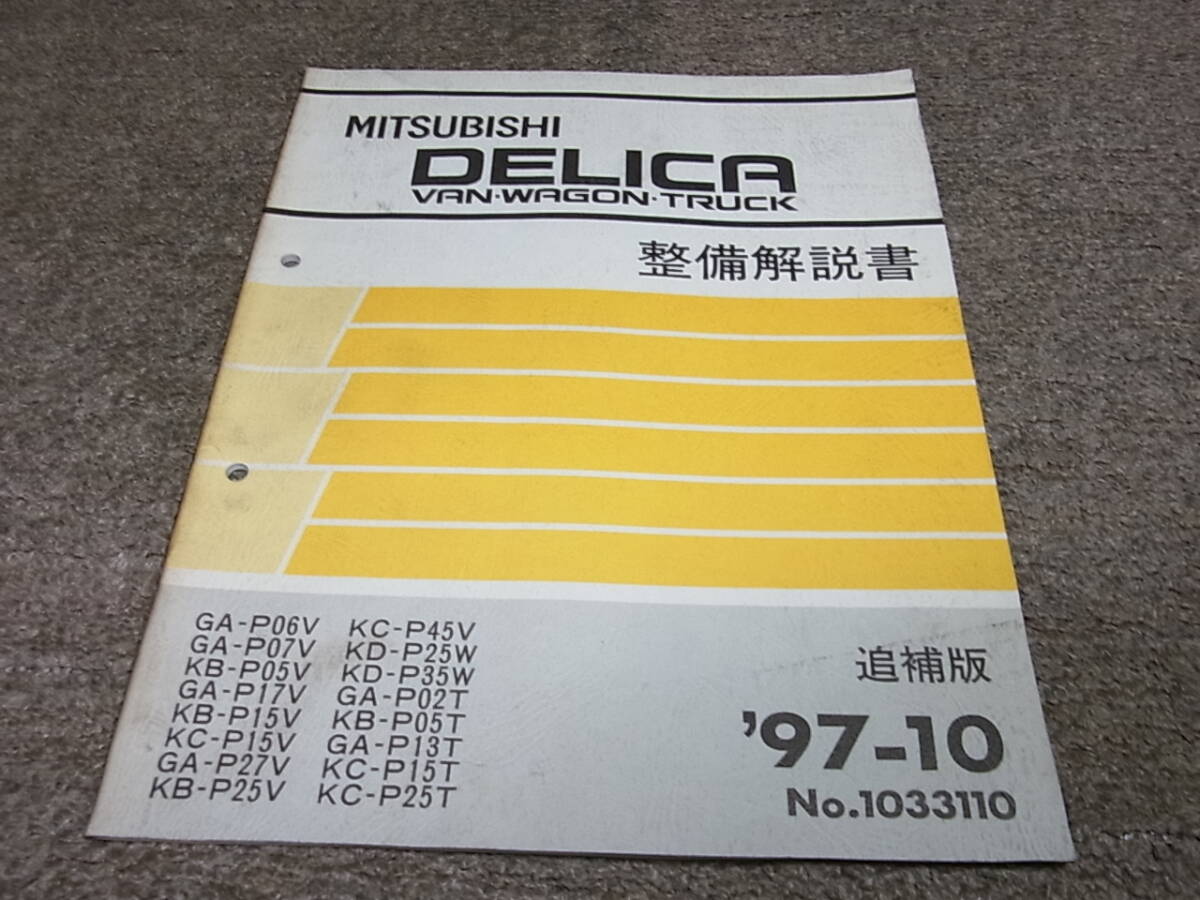 MITSUBISHI
DELICA
VAN·WAGON·TRUCK
整備解説書
GA-P06V KC-P45V
GA-P07V KD-P25W
KB-P05V KD-P35W
GA-P17V GA-P02T
KB-P15V KB-P05T
KC-P15V GA-P13T
GA-P27V KC-P15T
KB-P25V KC-P25T
追補版
'97-10
No.1033110